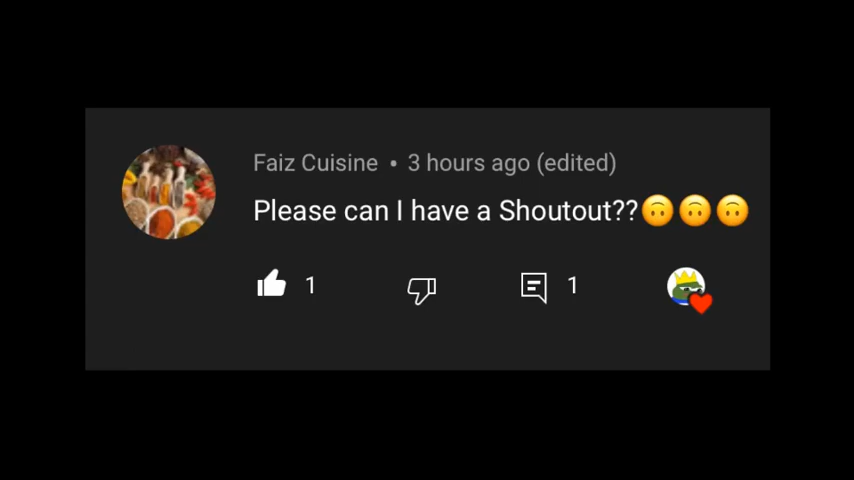 Faiz Cuisine • 3 hours ago (edited)
Please can I have a Shoutout??🙃🙃🙃
1 1